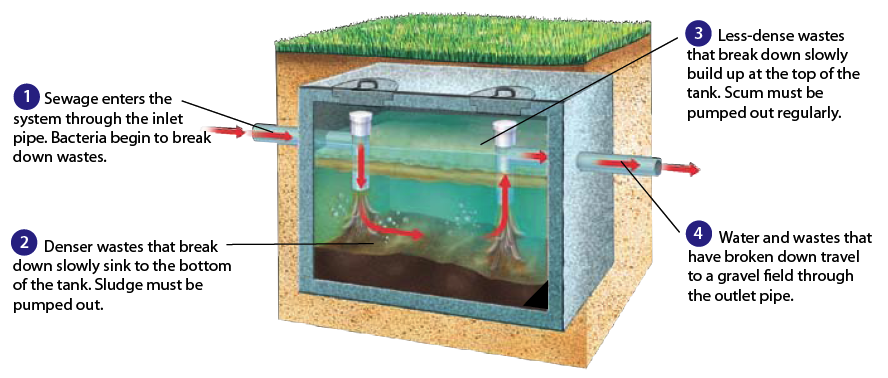 1 Sewage enters the
system through the inlet
pipe. Bacteria begin to break
down wastes.
2 Denser wastes that break
down slowly sink to the bottom
of the tank. Sludge must be
pumped out.
3 Less-dense wastes
that break down slowly
build up at the top of the
tank. Scum must be
pumped out regularly.
4 Water and wastes that
have broken down travel
to a gravel field through
the outlet pipe.